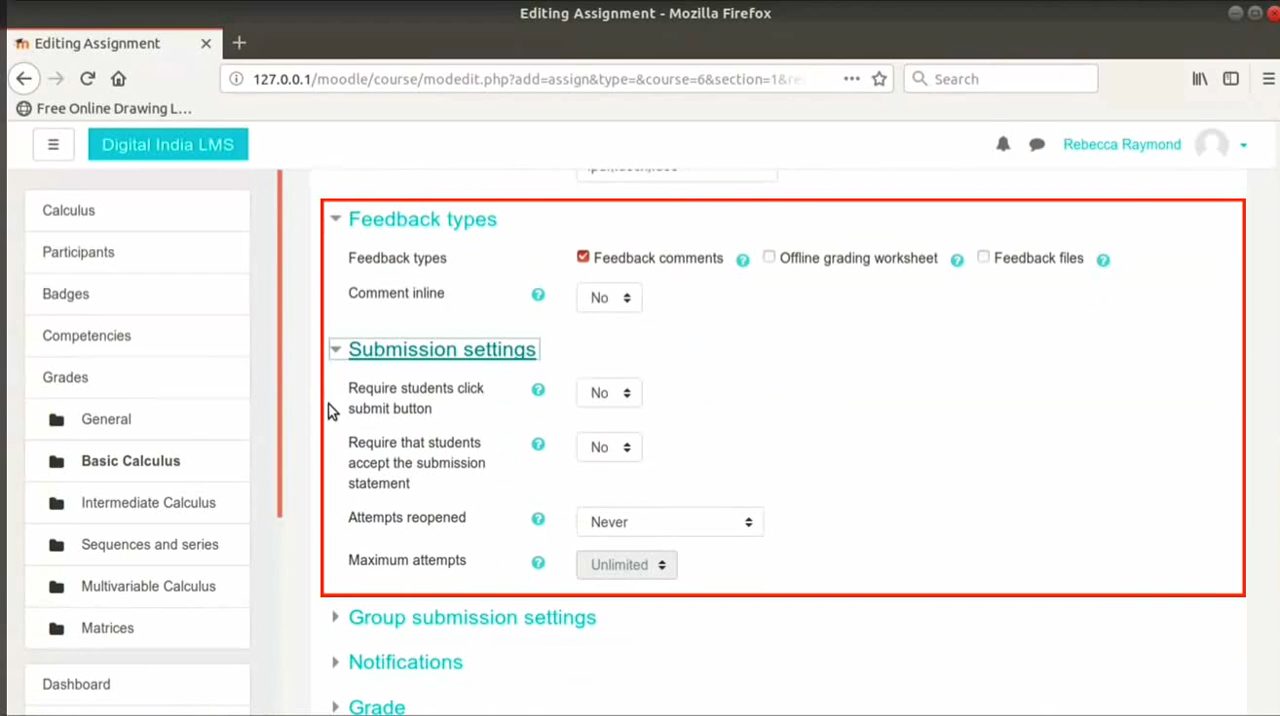 Editing Assignment - Mozilla Firefox
Editing Assignment
127.0.0.1/moodle/course/modedit.php?add=assign&type=&course=6&section=1&re
Search
Free Online Drawing L...
Digital India LMS
Rebecca Raymond
Calculus
Participants
Badges
Competencies
Grades
General
Basic Calculus
Intermediate Calculus
Sequences and series
Multivariable Calculus
Matrices
Dashboard
Feedback types
Feedback types
Feedback comments
Offline grading worksheet
Feedback files
Comment inline
No
Submission settings
Require students click
submit button
No
Require that students
accept the submission
statement
No
Attempts reopened
Never
Maximum attempts
Unlimited
Group submission settings
Notifications
Grade